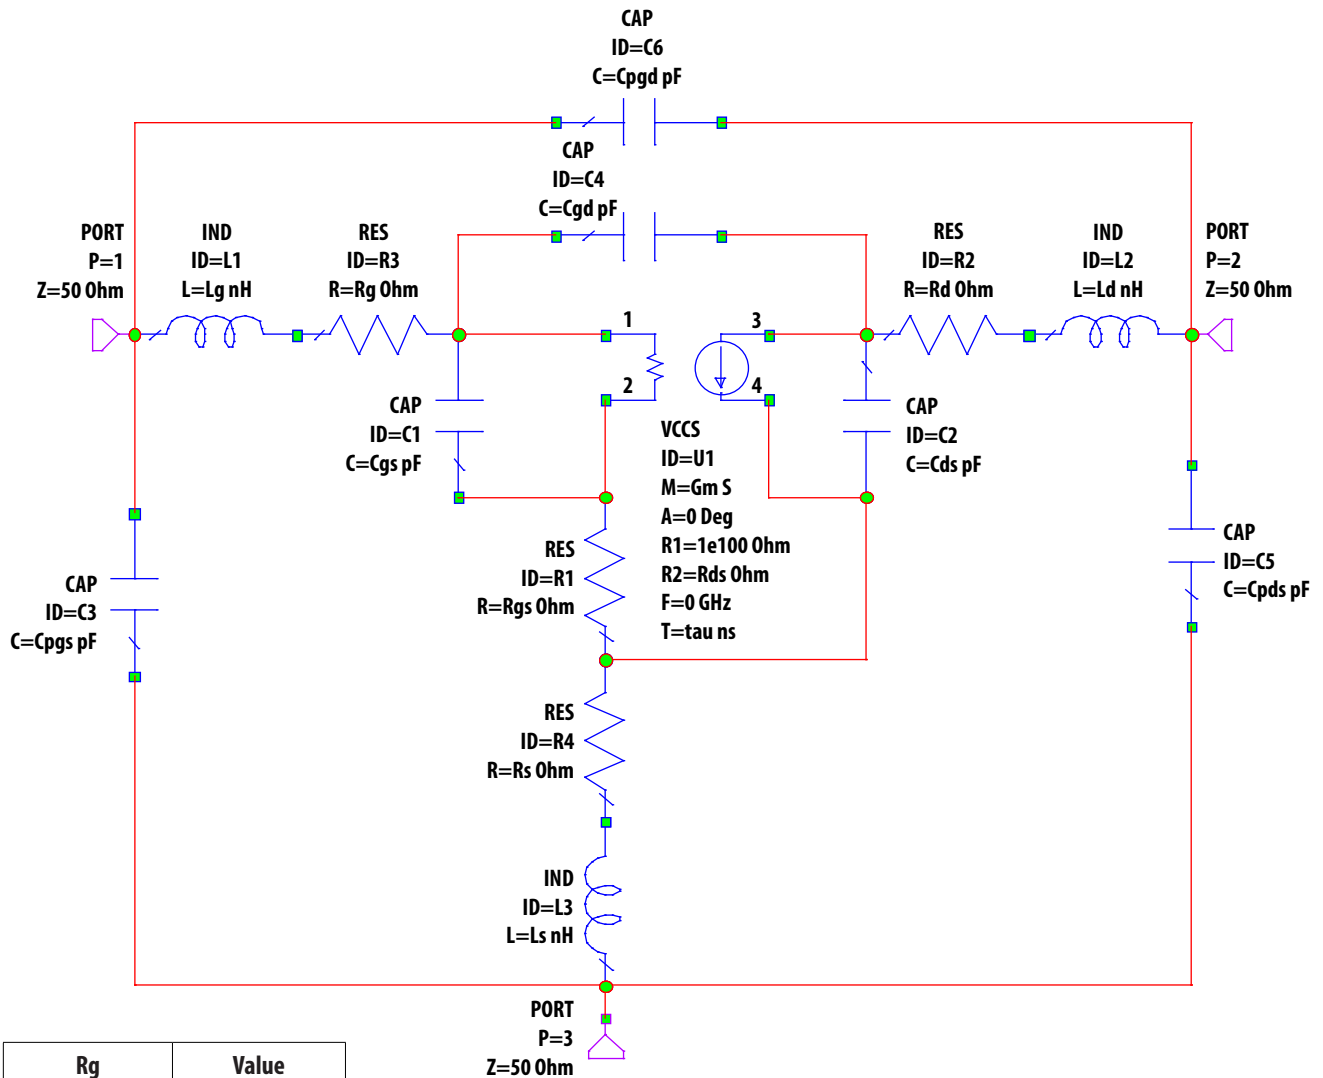 CAP
ID=C6
C=Cpgd pF
CAP
ID=C4
C=Cgd pF
PORT
P=1
Z=50 Ohm
IND
ID=L1
L=Lg nH
RES
ID=R3
R=Rg Ohm
RES
ID=R2
R=Rd Ohm
IND
ID=L2
L=Ld nH
PORT
P=2
Z=50 Ohm
1
2
3
4
CAP
ID=C1
C=Cgs pF
VCCS
ID=U1
M=Gm S
A=0 Deg
R1=1e100 Ohm
R2=Rds Ohm
F=0 GHz
T=tau ns
CAP
ID=C2
C=Cds pF
CAP
ID=C5
C=Cpds pF
RES
ID=R1
R=Rgs Ohm
CAP
ID=C3
C=Cpgs pF
RES
ID=R4
R=Rs Ohm
IND
ID=L3
L=Ls nH
PORT
P=3
Z=50 Ohm
Rg Value